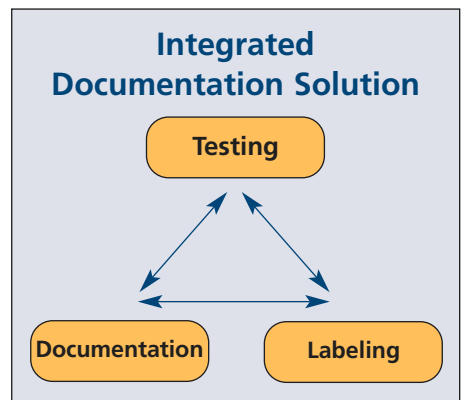 Integrated
Documentation Solution
Testing
Documentation
Labeling